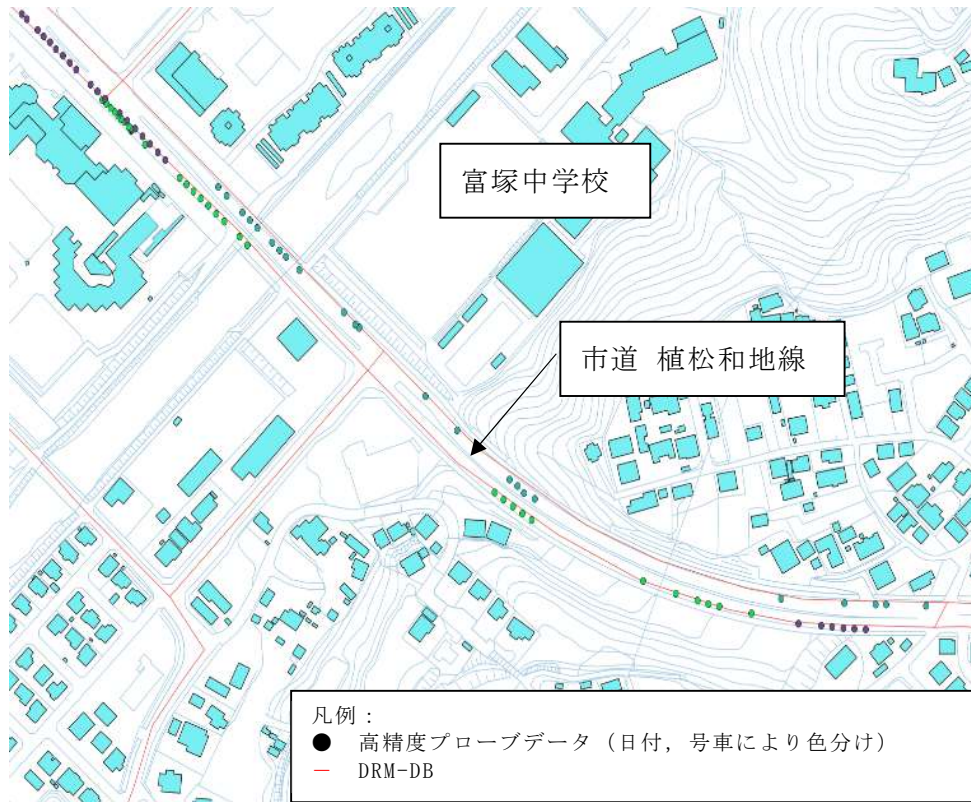 富塚中学校
市道 植松和地線
凡例：
● 高精度プローブデータ（日付，号車により色分け）
― DRM-DB